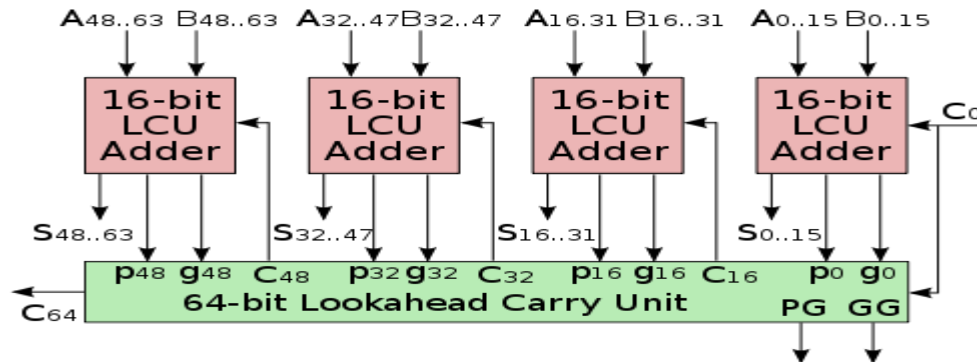 A48..63 B48..63 A32..47 B32..47 A16.31 B16..31 A0..15 B0..15
16-bit LCU Adder
16-bit LCU Adder
16-bit LCU Adder
16-bit LCU Adder
C0
S48..63 S32..47 S16..31 S0..15
p48 g48 C48 p32 g32 C32 p16 g16 C16 p0 g0
64-bit Lookahead Carry Unit
PG GG
C64